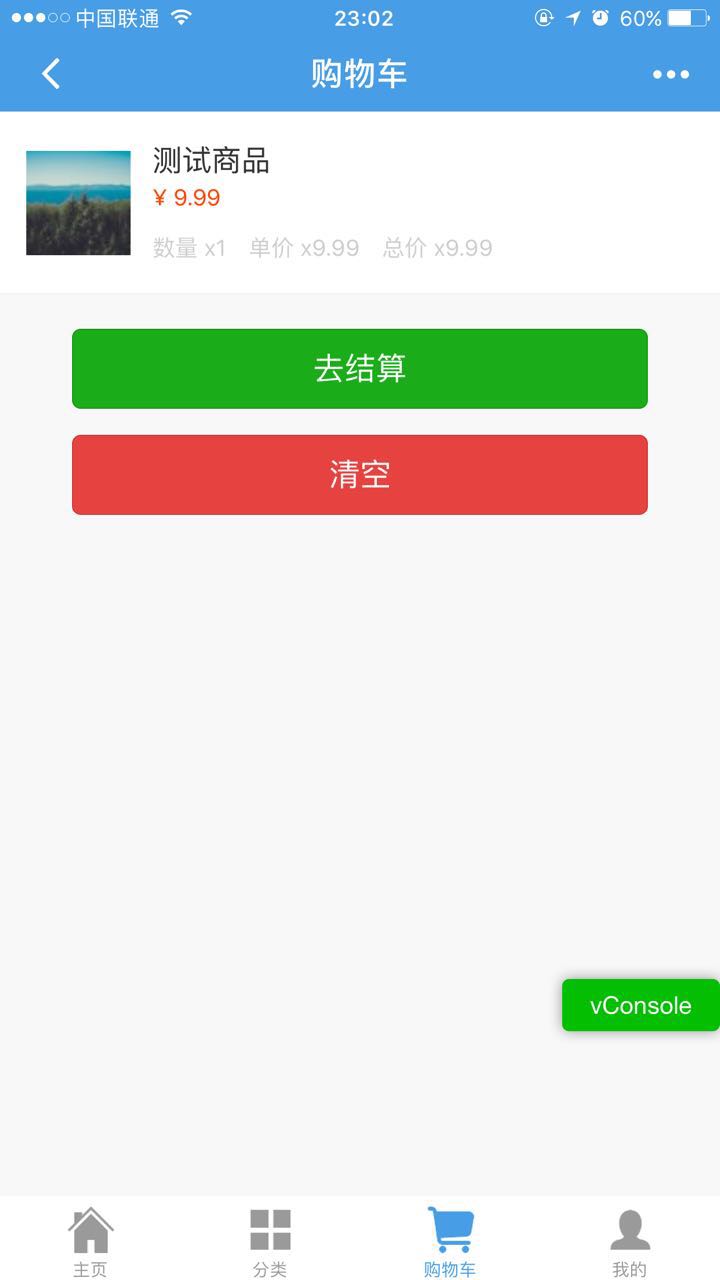 中国联通 23:02 60%
购物车
测试商品
¥ 9.99
数量 x1 单价 x9.99 总价 x9.99
去结算
清空
vConsole
主页 分类 购物车 我的